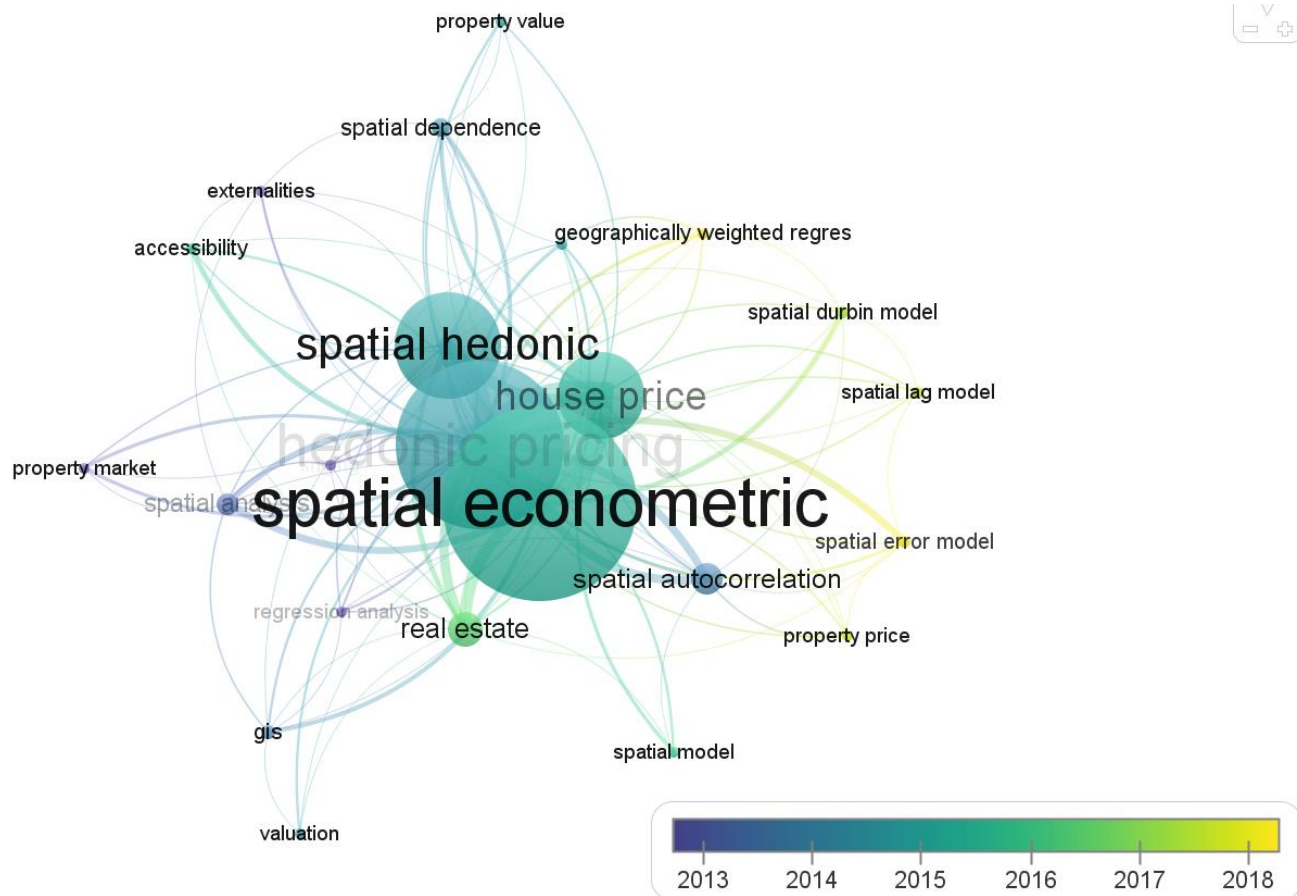 property value
spatial dependence
externalities
geographically weighted regres
accessibility
spatial durbin model
spatial hedonic
house price
spatial lag model
hedonic pricing
property market
spatial analysis
spatial econometric
spatial error model
spatial autocorrelation
regression analysis
real estate
property price
gis
spatial model
valuation
2013 2014 2015 2016 2017 2018